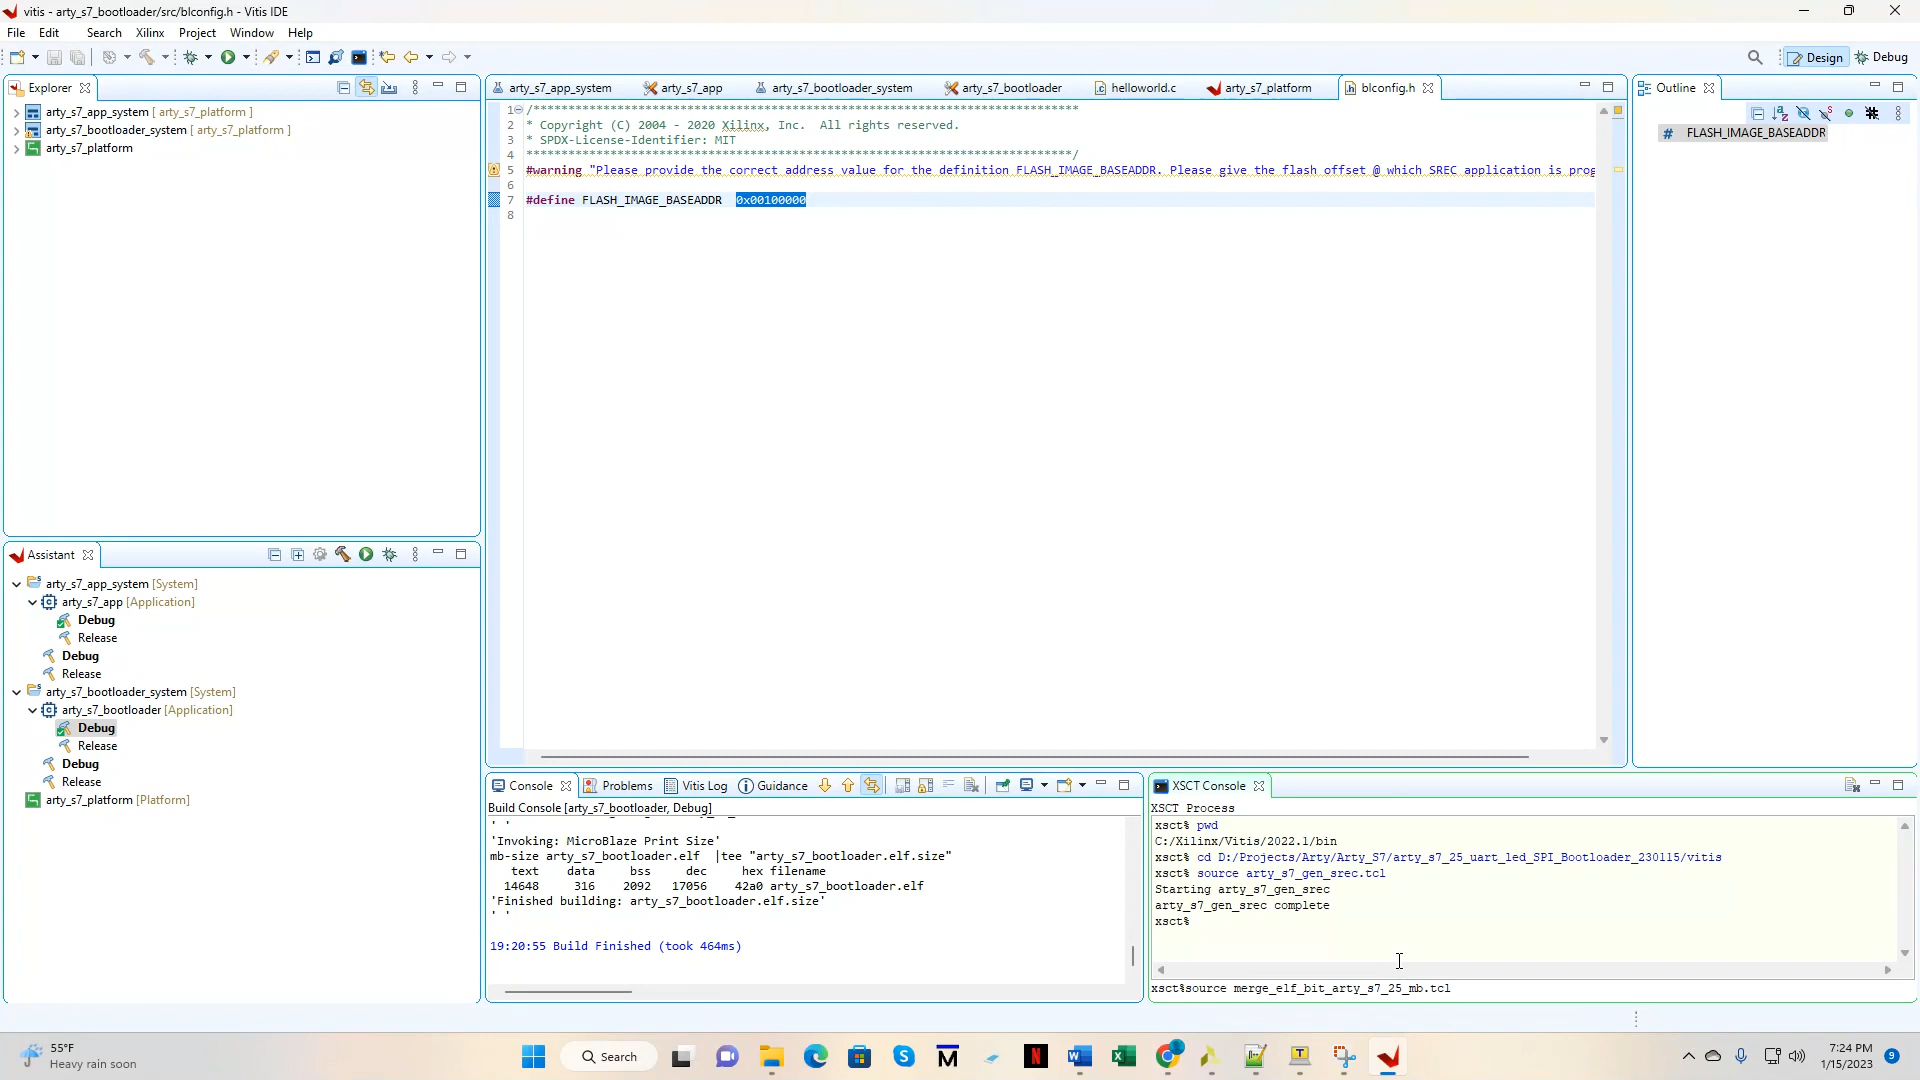 vitis - arty_s7_bootloader/src/blconfig.h - Vitis IDE
File Edit Search Xilinx Project Window Help
Design Debug
Explorer
arty_s7_app_system [ arty_s7_platform ]
arty_s7_bootloader_system [ arty_s7_platform ]
arty_s7_platform
arty_s7_app_system arty_s7_app arty_s7_bootloader_system arty_s7_bootloader helloworld.c arty_s7_platform blconfig.h
1 /******************************************************************************
2 * Copyright (C) 2004 - 2020 Xilinx, Inc.  All rights reserved.
3 * SPDX-License-Identifier: MIT
4 ******************************************************************************/
5 #warning "Please provide the correct address value for the definition FLASH_IMAGE_BASEADDR. Please give the flash offset @ which SREC application is prog
6
7 #define FLASH_IMAGE_BASEADDR  0x00100000
8
Outline
# FLASH_IMAGE_BASEADDR
Assistant
arty_s7_app_system [System]
arty_s7_app [Application]
Debug
Release
Debug
Release
arty_s7_bootloader_system [System]
arty_s7_bootloader [Application]
Debug
Release
Debug
Release
arty_s7_platform [Platform]
Console Problems Vitis Log Guidance
Build Console [arty_s7_bootloader, Debug]
' '
'Invoking: MicroBlaze Print Size'
mb-size arty_s7_bootloader.elf  |tee "arty_s7_bootloader.elf.size"
text data bss dec hex filename
14648 316 2092 17056 42a0 arty_s7_bootloader.elf
'Finished building: arty_s7_bootloader.elf.size'
' '
19:20:55 Build Finished (took 464ms)
XSCT Console
XSCT Process
xsct% pwd
C:/Xilinx/Vitis/2022.1/bin
xsct% cd D:/Projects/Arty/Arty_S7/arty_s7_25_uart_led_SPI_Bootloader_230115/vitis
xsct% source arty_s7_gen_srec.tcl
Starting arty_s7_gen_srec
arty_s7_gen_srec complete
xsct%
xsct%source merge_elf_bit_arty_s7_25_mb.tcl
55°F
Heavy rain soon
Search
7:24 PM
1/15/2023
9